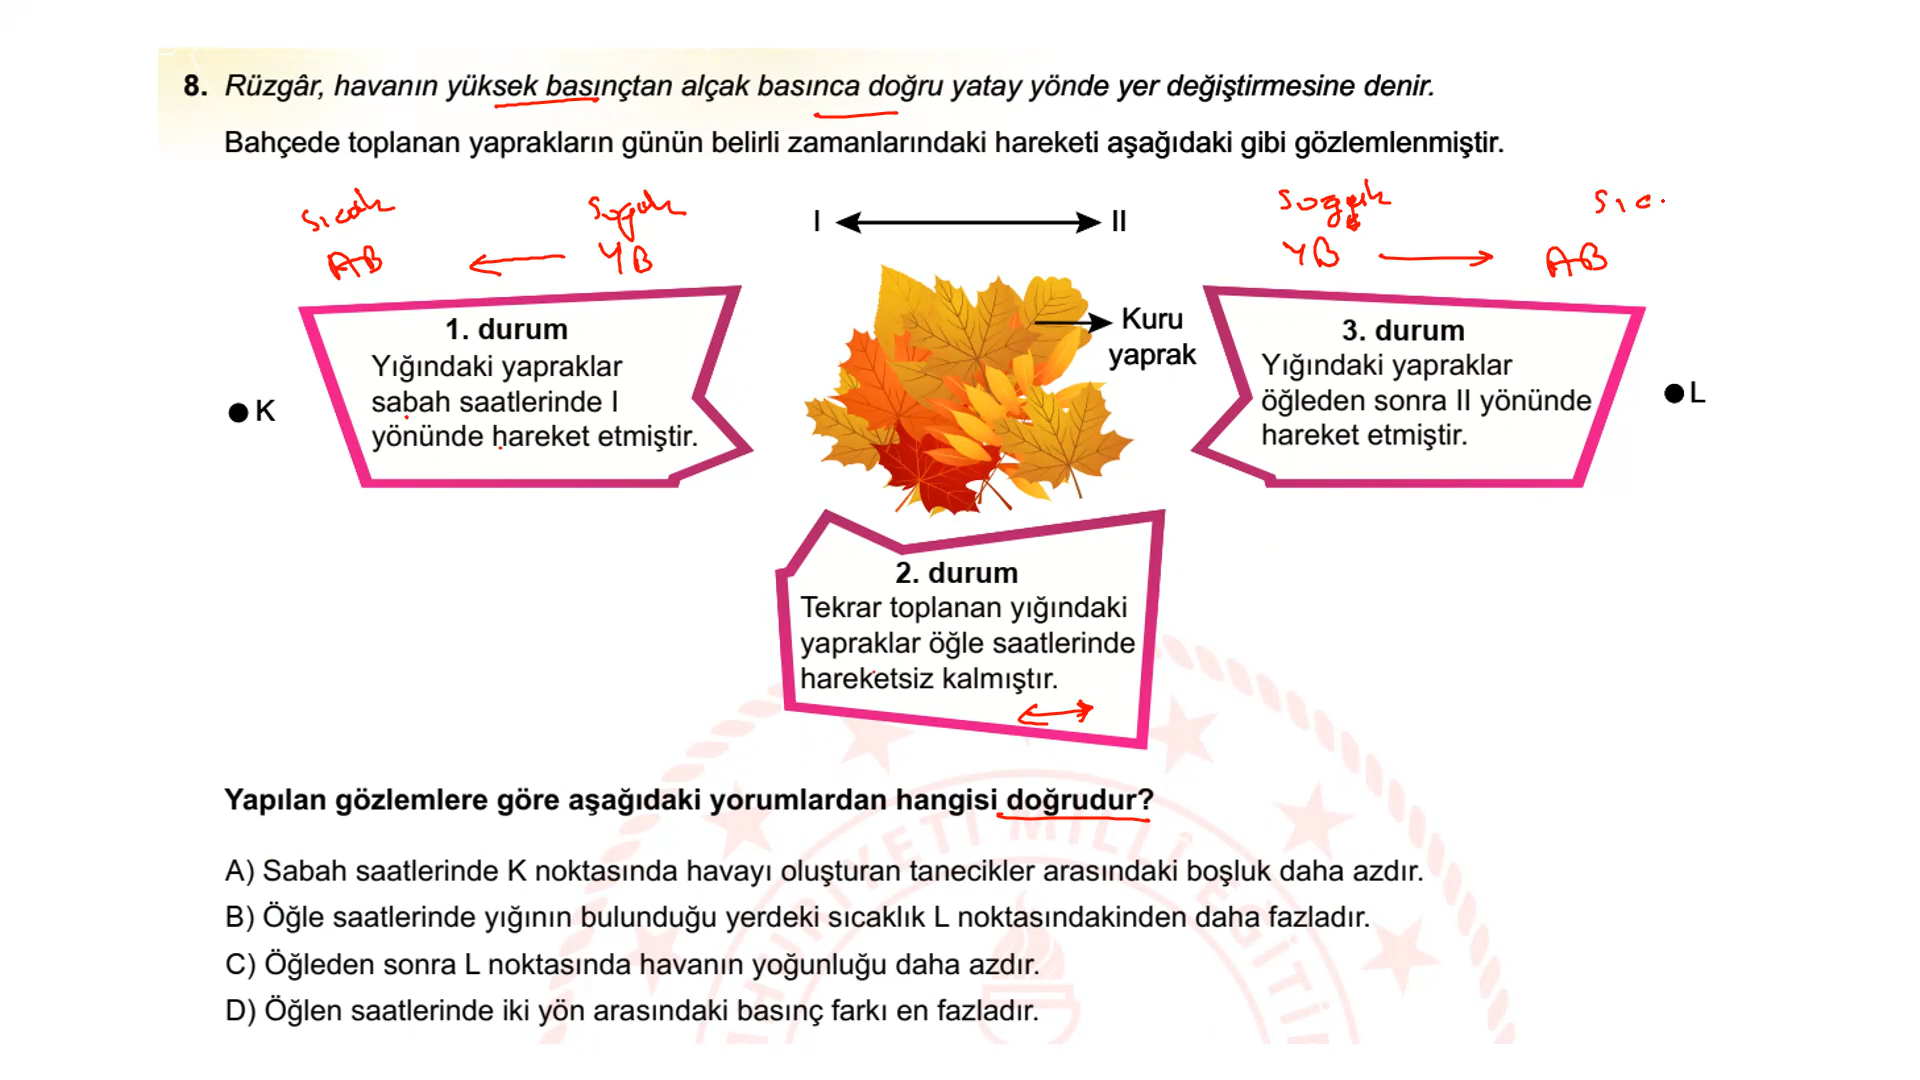 8. Rüzgâr, havanın yüksek basınçtan alçak basınca doğru yatay yönde yer değiştirmesine denir.
Bahçede toplanan yaprakların günün belirli zamanlarındaki hareketi aşağıdaki gibi gözlemlenmiştir.
Sıcak
Soğuk
AB
YB
I
II
Soğuk
Sıc
YB
AB
1. durum
Yığındaki yapraklar
sabah saatlerinde I
yönünde hareket etmiştir.
K
Kuru
yaprak
3. durum
Yığındaki yapraklar
öğleden sonra II yönünde
hareket etmiştir.
L
2. durum
Tekrar toplanan yığındaki
yapraklar öğle saatlerinde
hareketsiz kalmıştır.
Yapılan gözlemlere göre aşağıdaki yorumlardan hangisi doğrudur?
A) Sabah saatlerinde K noktasında havayı oluşturan tanecikler arasındaki boşluk daha azdır.
B) Öğle saatlerinde yığının bulunduğu yerdeki sıcaklık L noktasındakinden daha fazladır.
C) Öğleden sonra L noktasında havanın yoğunluğu daha azdır.
D) Öğlen saatlerinde iki yön arasındaki basınç farkı en fazladır.